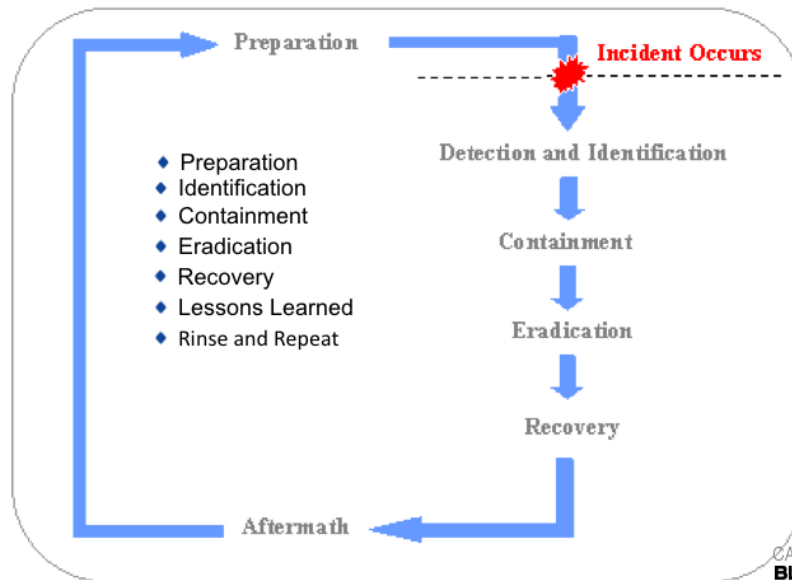 Preparation
Incident Occurs
Detection and Identification
Containment
Eradication
Recovery
Aftermath
Preparation
Identification
Containment
Eradication
Recovery
Lessons Learned
Rinse and Repeat